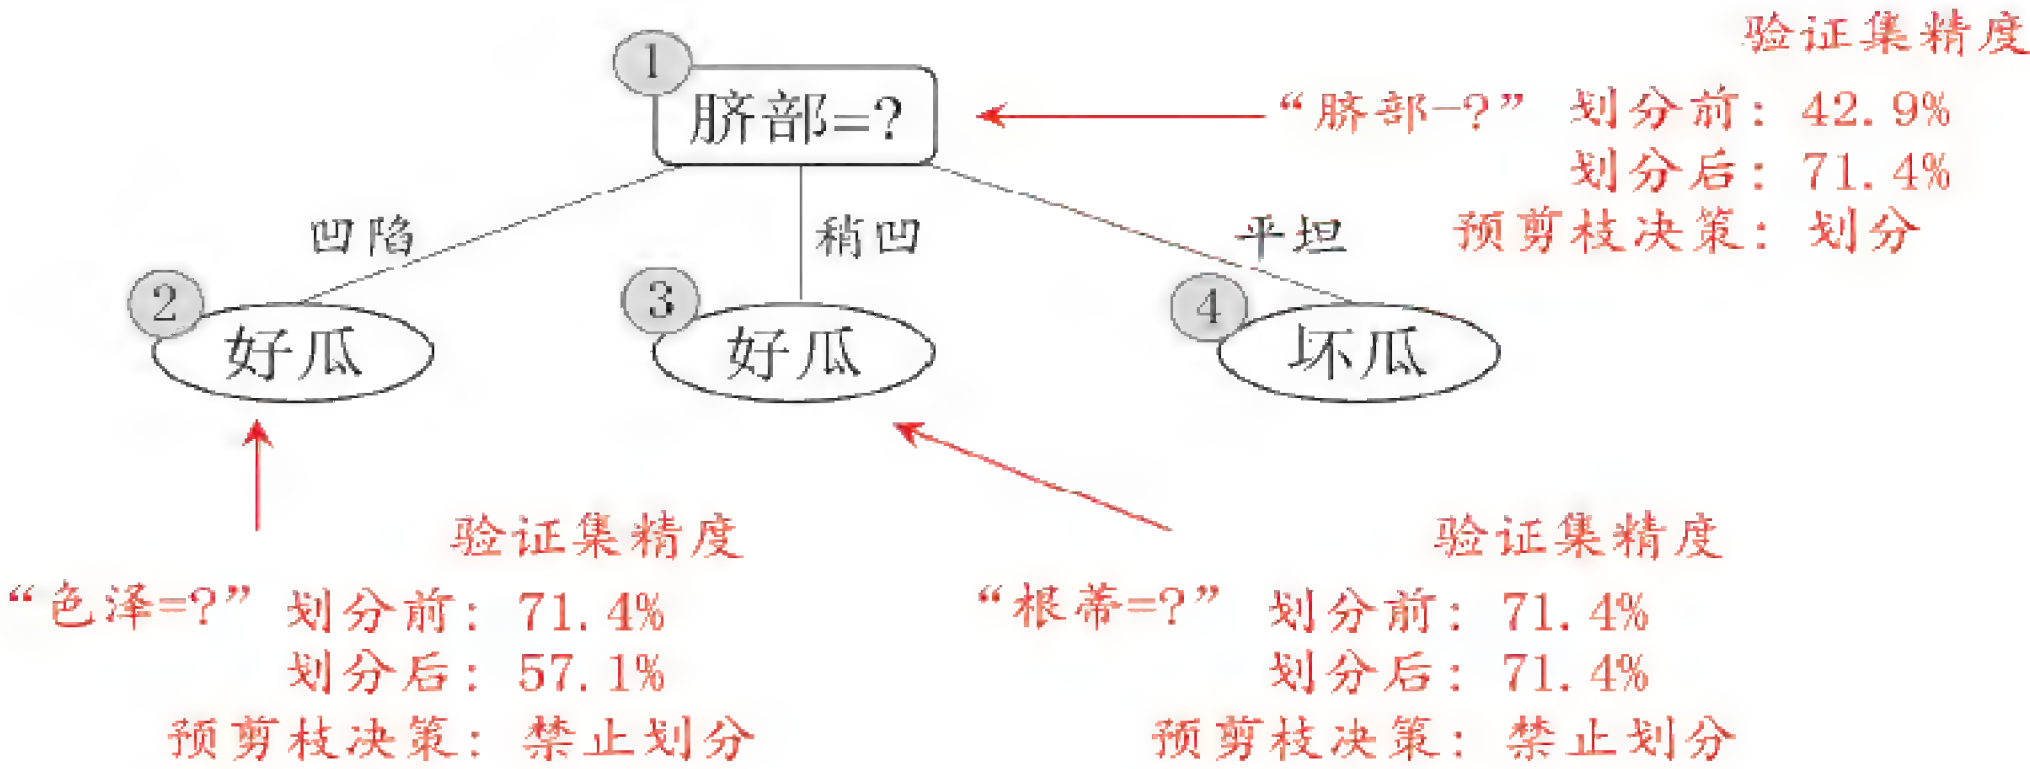 验证集精度
1
脐部=?
“脐部=?” 划分前: 42.9%
划分后: 71.4%
预剪枝决策: 划分
凹陷
稍凹
平坦
2
好瓜
3
好瓜
4
坏瓜
验证集精度
“色泽=?” 划分前: 71.4%
划分后: 57.1%
预剪枝决策: 禁止划分
验证集精度
“根蒂=?” 划分前: 71.4%
划分后: 71.4%
预剪枝决策: 禁止划分